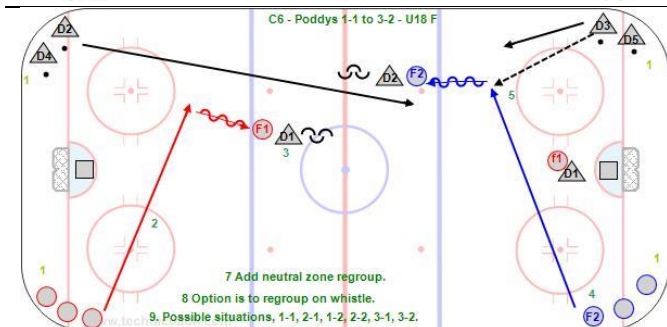 C6 - Poddys 1-1 to 3-2 - U18 F
D2
D3
D4
D5
1
1
D2
F2
5
F1
D1
3
f1
D1
2
1
1
4
F2
7 Add neutral zone regroup.
8 Option is to regroup on whistle.
9. Possible situations, 1-1, 2-1, 1-2, 2-2, 3-1, 3-2.